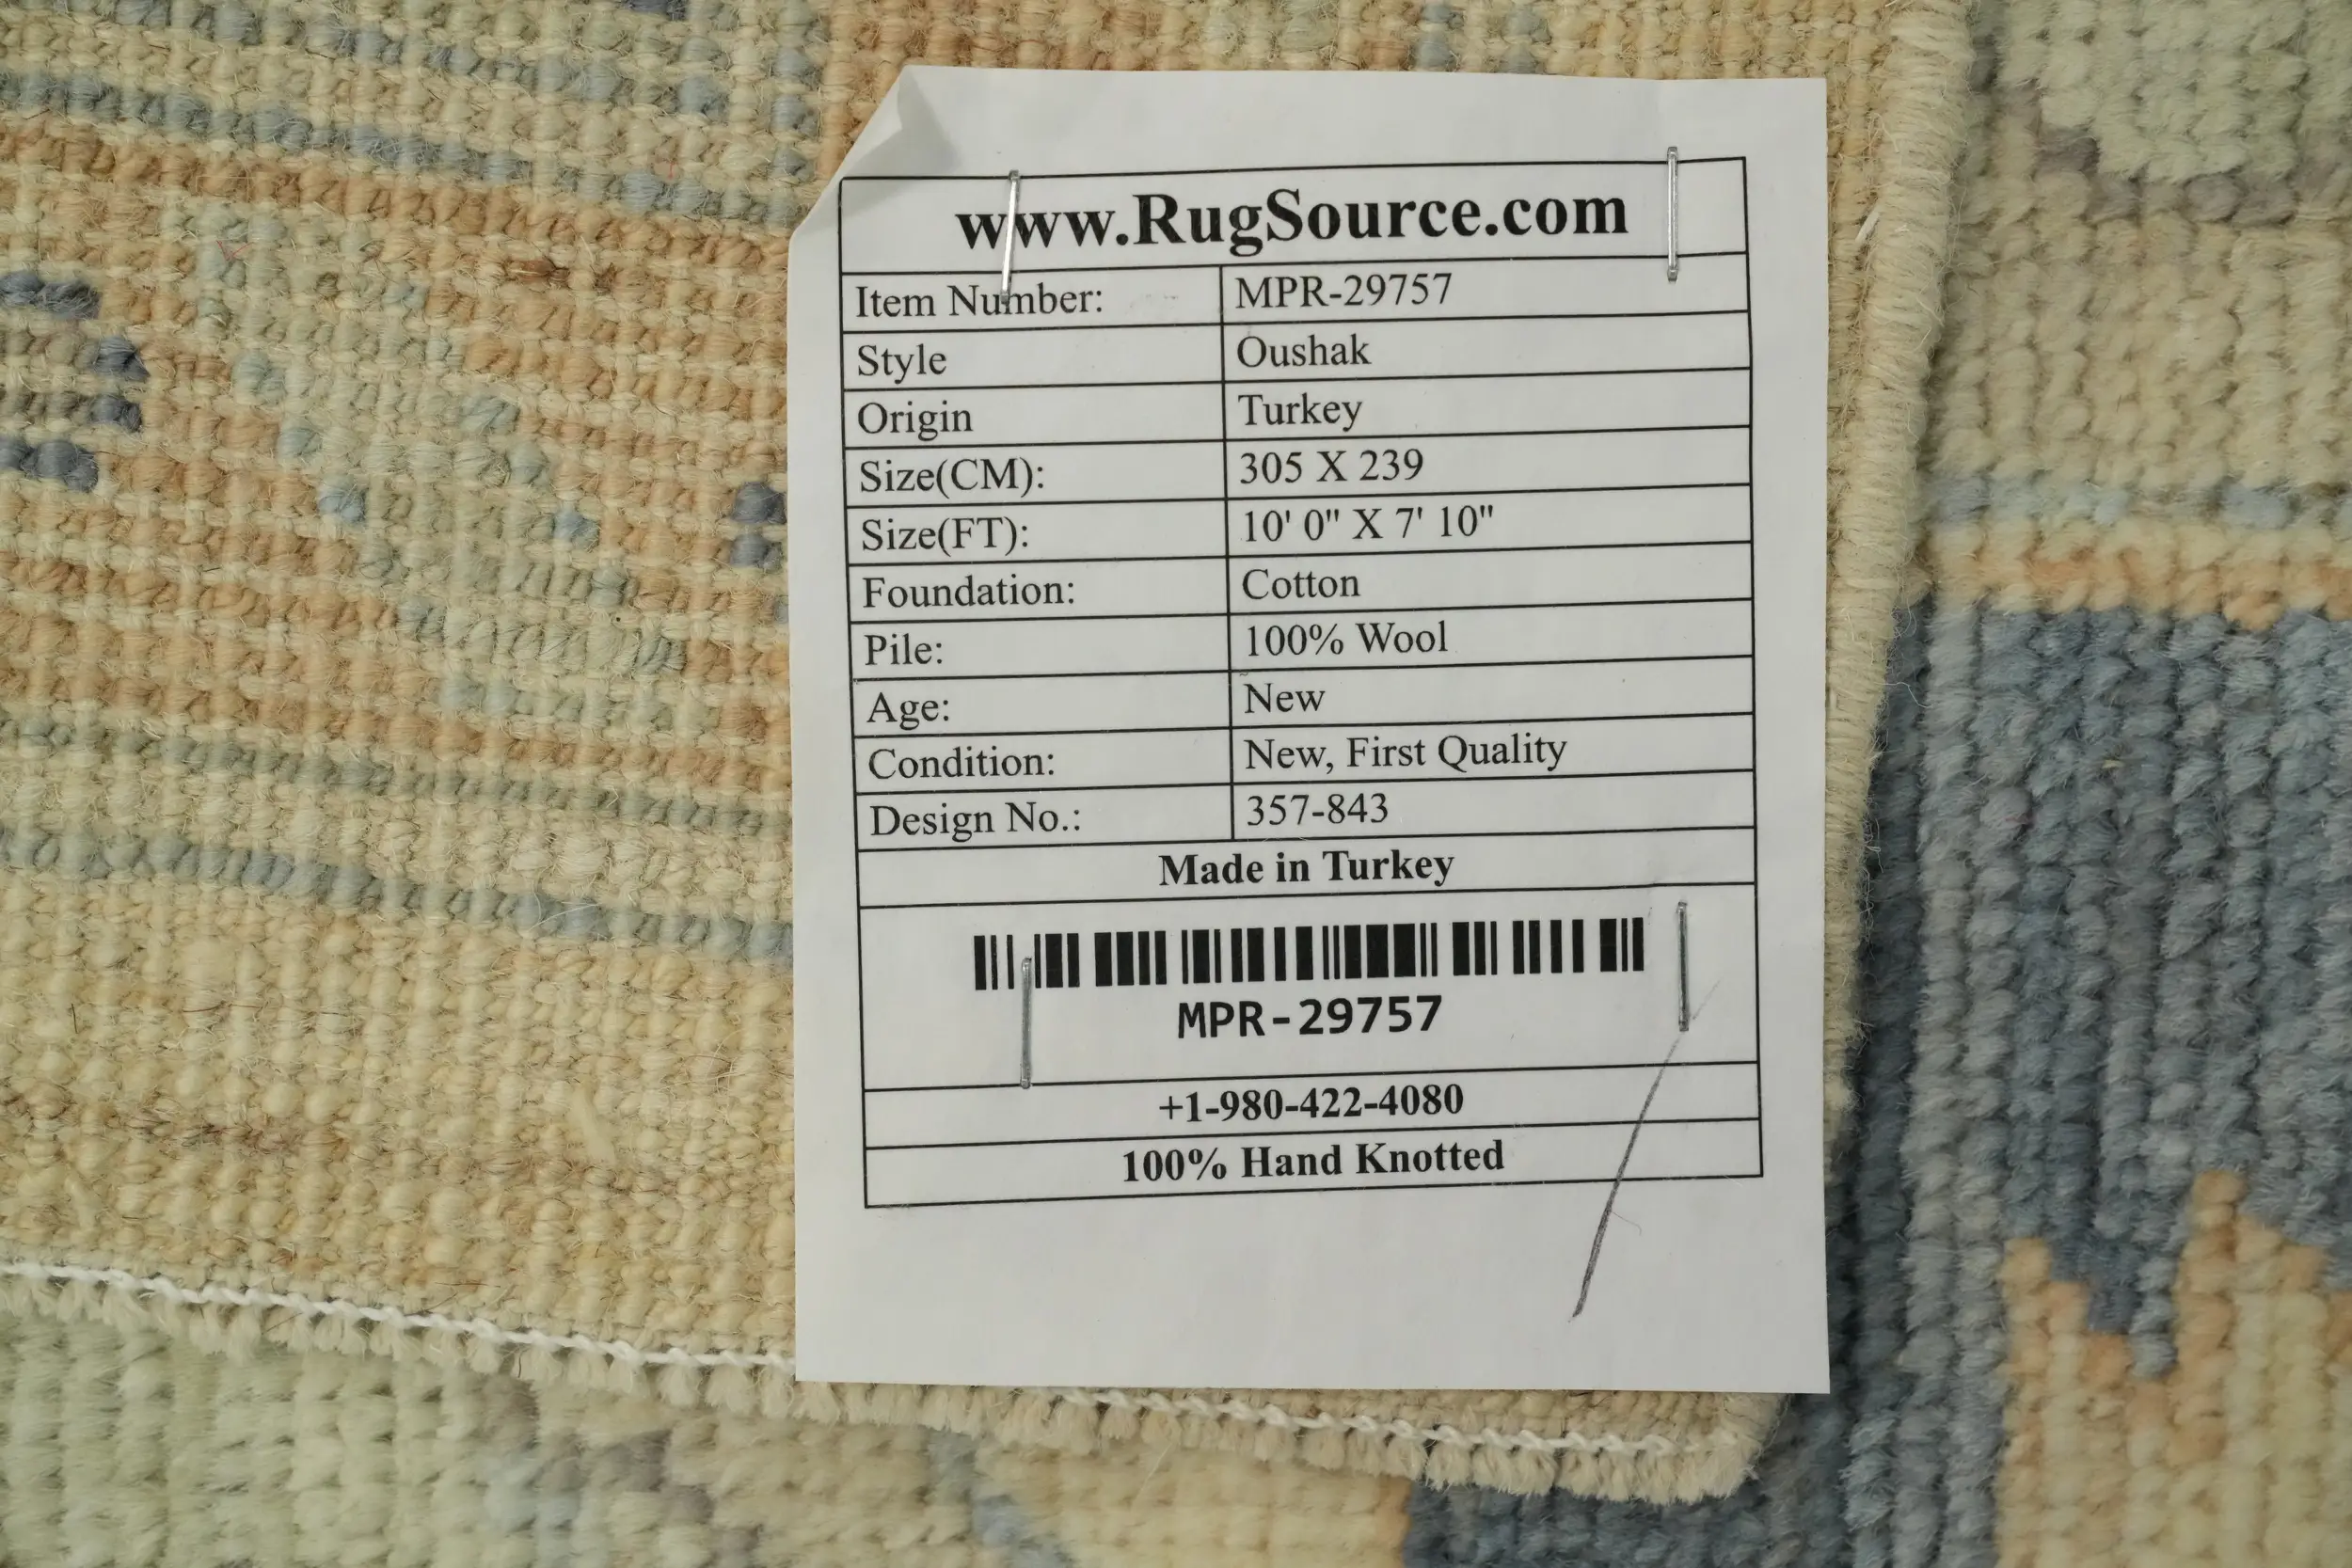 www.RugSource.com
Item Number: MPR-29757
Style Oushak
Origin Turkey
Size(CM): 305 X 239
Size(FT): 10' 0" X 7' 10"
Foundation: Cotton
Pile: 100% Wool
Age: New
Condition: New, First Quality
Design No.: 357-843
Made in Turkey
MPR-29757
+1-980-422-4080
100% Hand Knotted